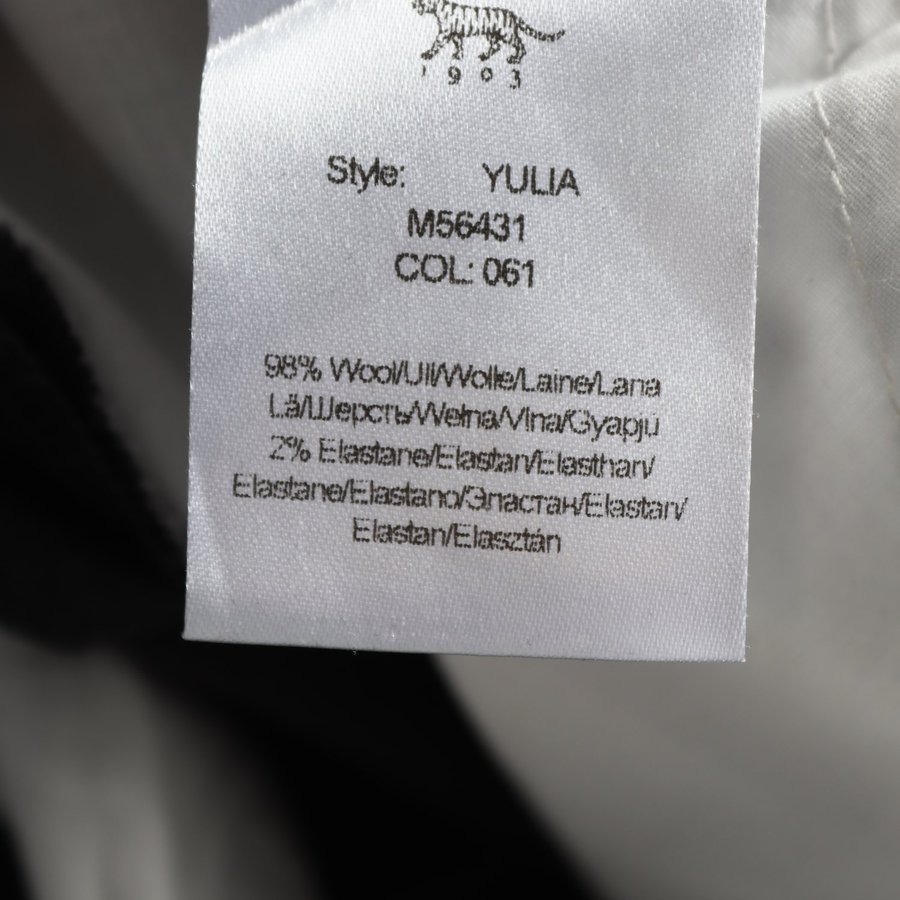 1903
Style: YULIA
M56431
COL: 061
98% Wool/Ull/Wolle/Laine/Lana
Lã/Шерсть/Wełna/Vlna/Gyapjú
2% Elastane/Elastan/Elasthan/
Elastane/Elastano/Эластан/Elastan/
Elastan/Elasztán